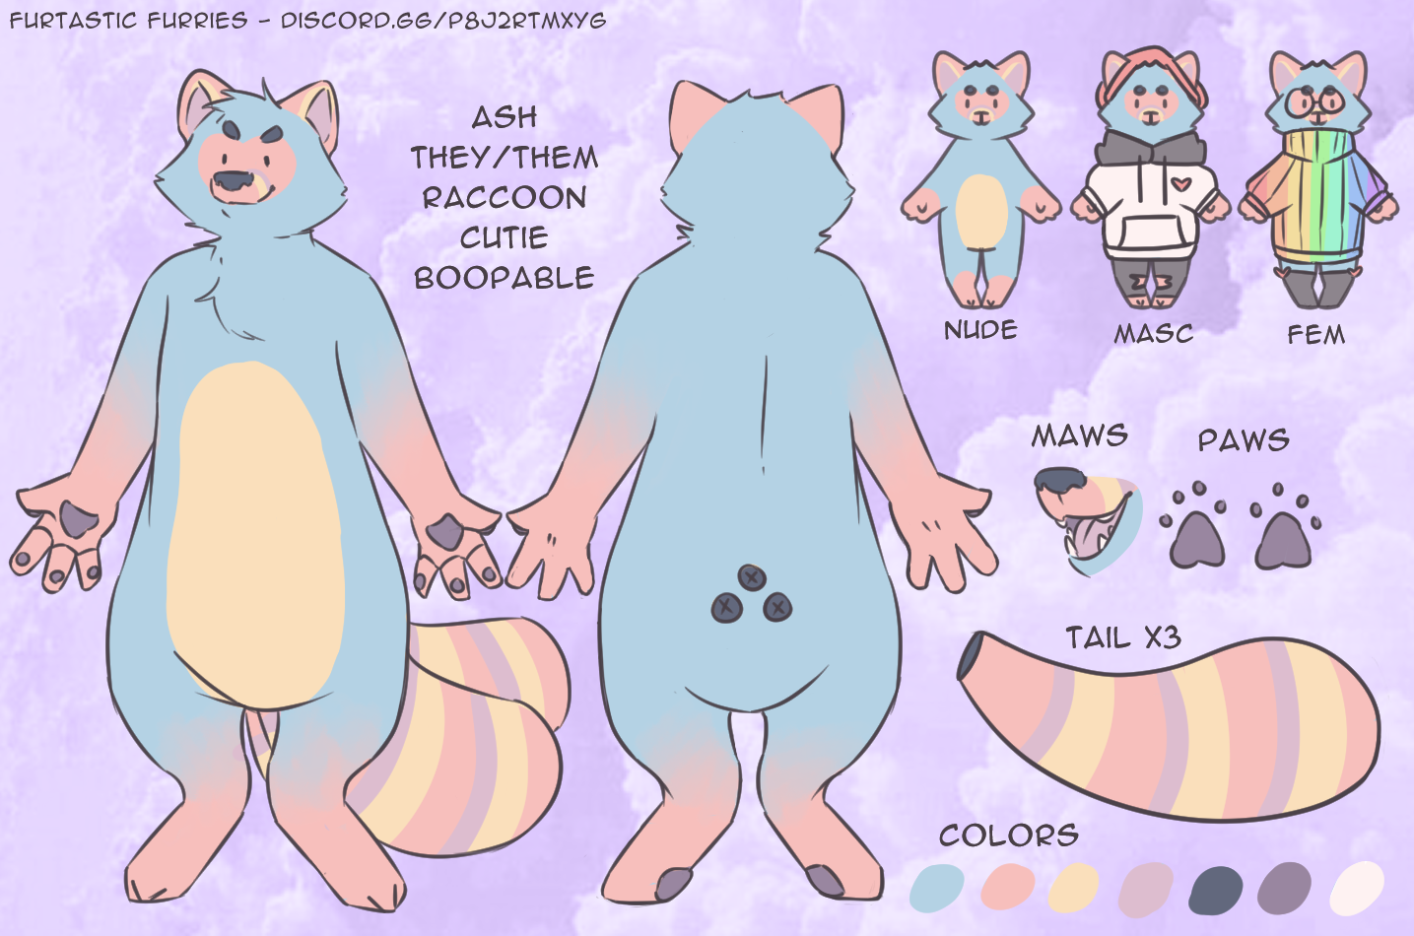 FURTASTIC FURRIES - DISCORD.GG/P8J2RTMXYG
ASH
THEY/THEM
RACCOON
CUTIE
BOOPABLE
NUDE
MASC
FEM
MAWS
PAWS
TAIL X3
COLORS